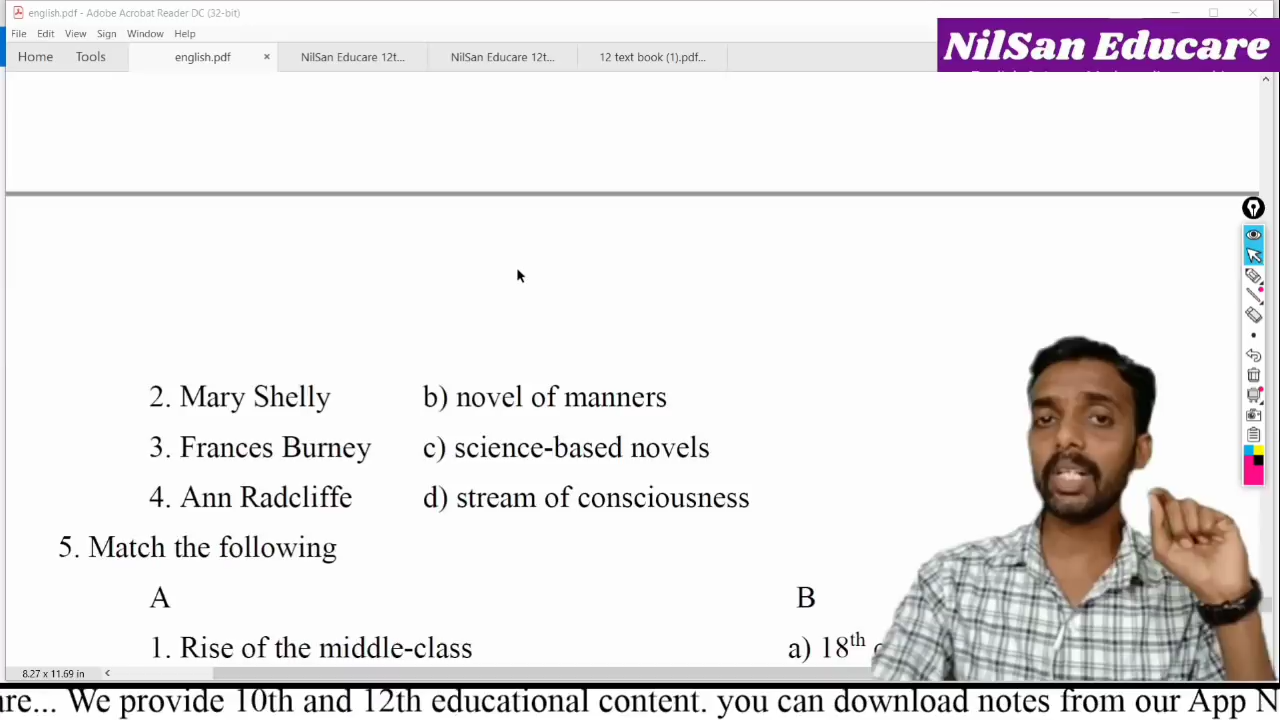 english.pdf - Adobe Acrobat Reader DC (32-bit)
File Edit View Sign Window Help
NilSan Educare
Home Tools english.pdf × NilSan Educare 12t... NilSan Educare 12t... 12 text book (1).pdf...
2. Mary Shelly b) novel of manners
3. Frances Burney c) science-based novels
4. Ann Radcliffe d) stream of consciousness
5. Match the following
A B
1. Rise of the middle-class a) 18th
8.27 x 11.69 in
are... We provide 10th and 12th educational content. you can download notes from our App N